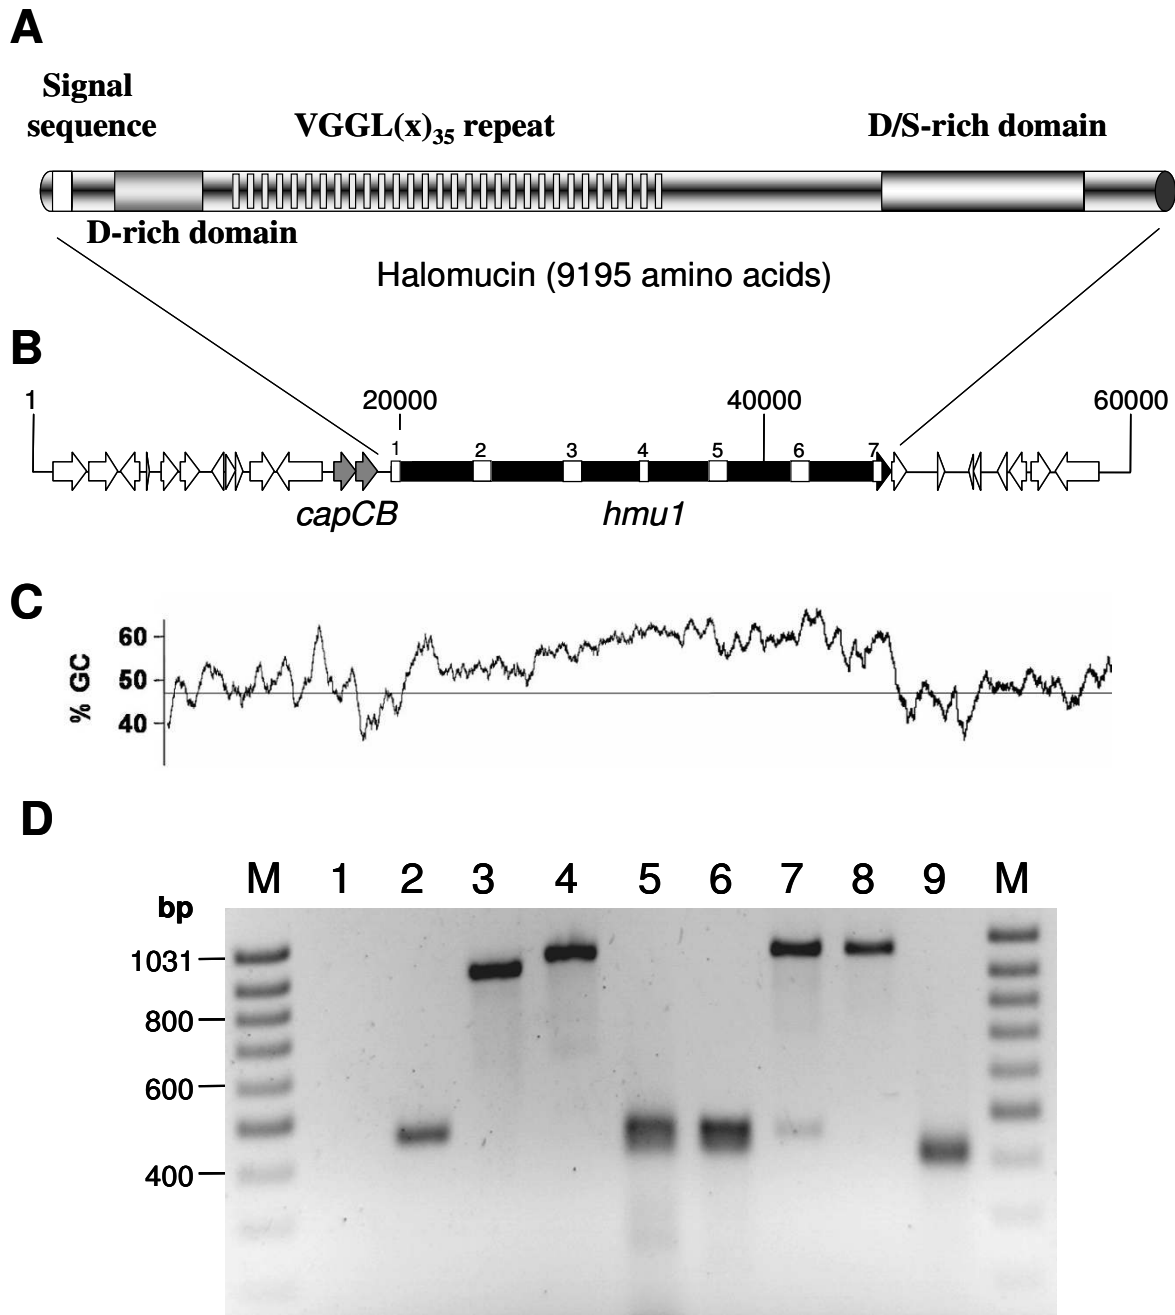 A
Signal
sequence
VGGL(x)35 repeat
D/S-rich domain
D-rich domain
Halomucin (9195 amino acids)
B
1 20000 40000 60000
1 2 3 4 5 6 7
capCB hmu1
C
% GC
60
50
40
D
M 1 2 3 4 5 6 7 8 9 M
bp
1031
800
600
400